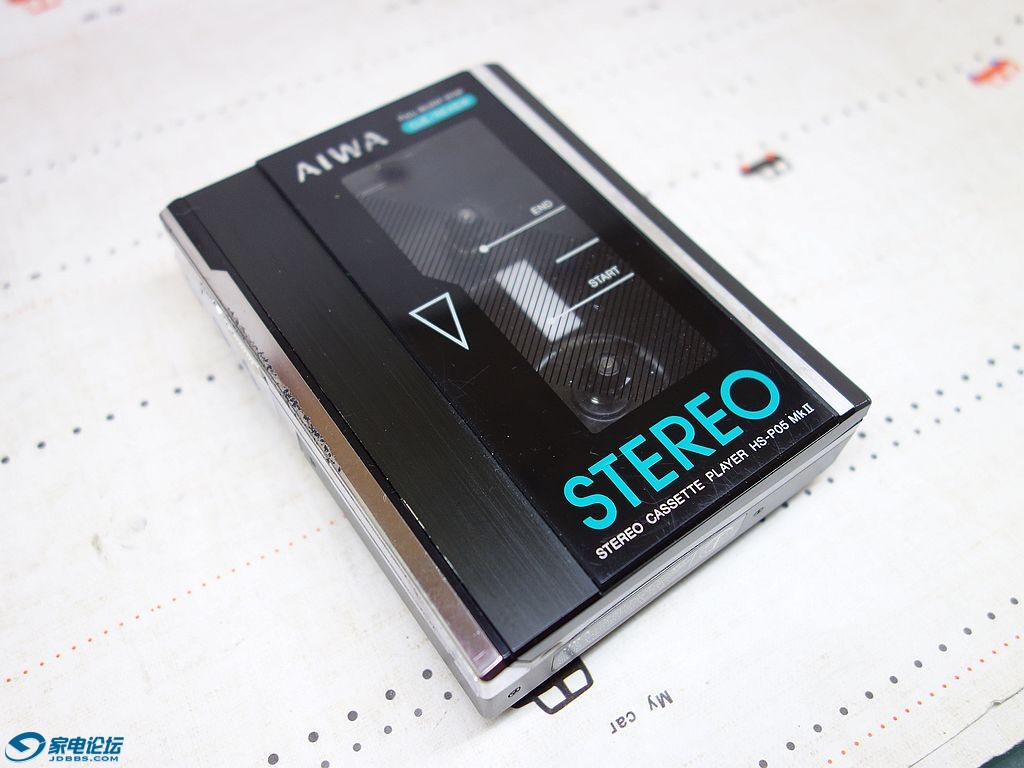 AIWA
END
START
STEREO
STEREO CASSETTE PLAYER HS-P05 MkII
My car
家电论坛
JDBBS.COM